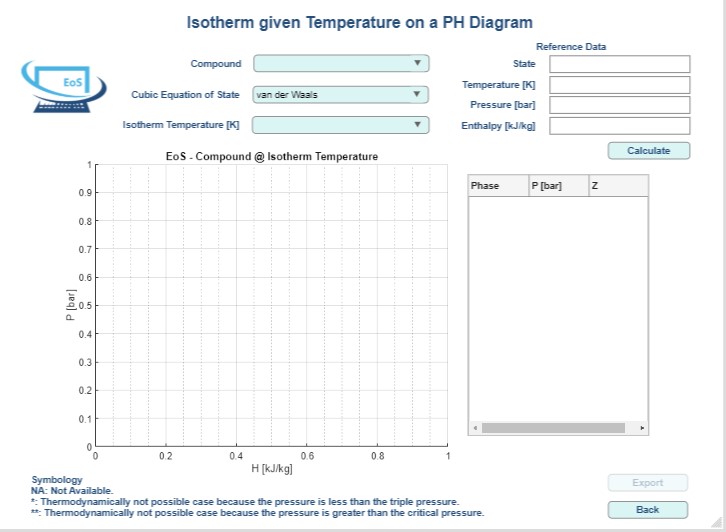 Isotherm given Temperature on a PH Diagram
EoS
Compound
Cubic Equation of State
van der Waals
Isotherm Temperature [K]
Reference Data
State
Temperature [K]
Pressure [bar]
Enthalpy [kJ/kg]
Calculate
EoS - Compound @ Isotherm Temperature
1
0.9
0.8
0.7
0.6
0.5
0.4
0.3
0.2
0.1
0
P [bar]
0 0.2 0.4 0.6 0.8 1
H [kJ/kg]
Phase P [bar] Z
Symbology
NA: Not Available.
*: Thermodynamically not possible case because the pressure is less than the triple pressure.
**: Thermodynamically not possible case because the pressure is greater than the critical pressure.
Export
Back